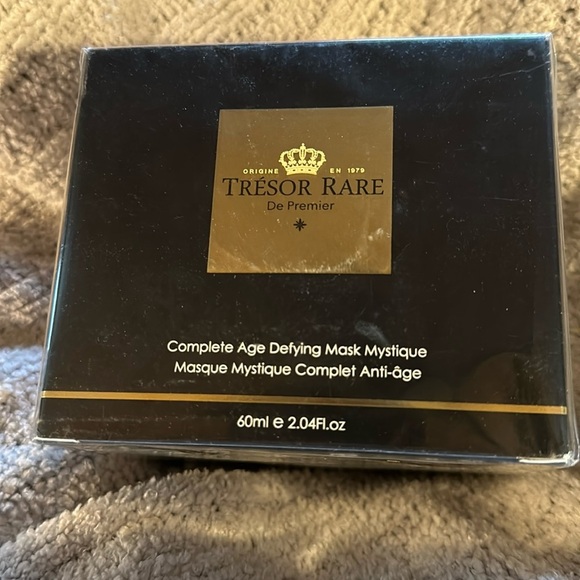 ORIGINE EN 1979
TRÉSOR RARE
De Premier
Complete Age Defying Mask Mystique
Masque Mystique Complet Anti-âge
60ml e 2.04Fl.oz